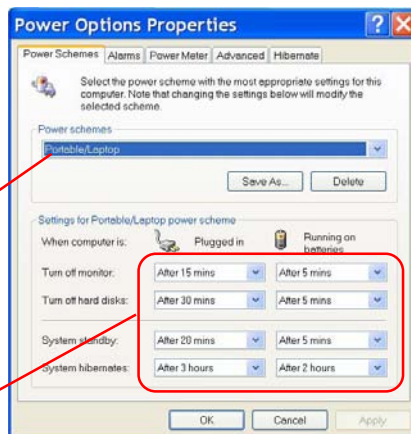 Power Options Properties
Power Schemes Alarms Power Meter Advanced Hibernate
Select the power scheme with the most appropriate settings for this
computer. Note that changing the settings below will modify the
selected scheme.
Power schemes
Portable/Laptop
Save As... Delete
Settings for Portable/Laptop power scheme
When computer is: Plugged in Running on
batteries
Turn off monitor: After 15 mins After 5 mins
Turn off hard disks: After 30 mins After 5 mins
System standby: After 20 mins After 5 mins
System hibernates: After 3 hours After 2 hours
OK Cancel Apply